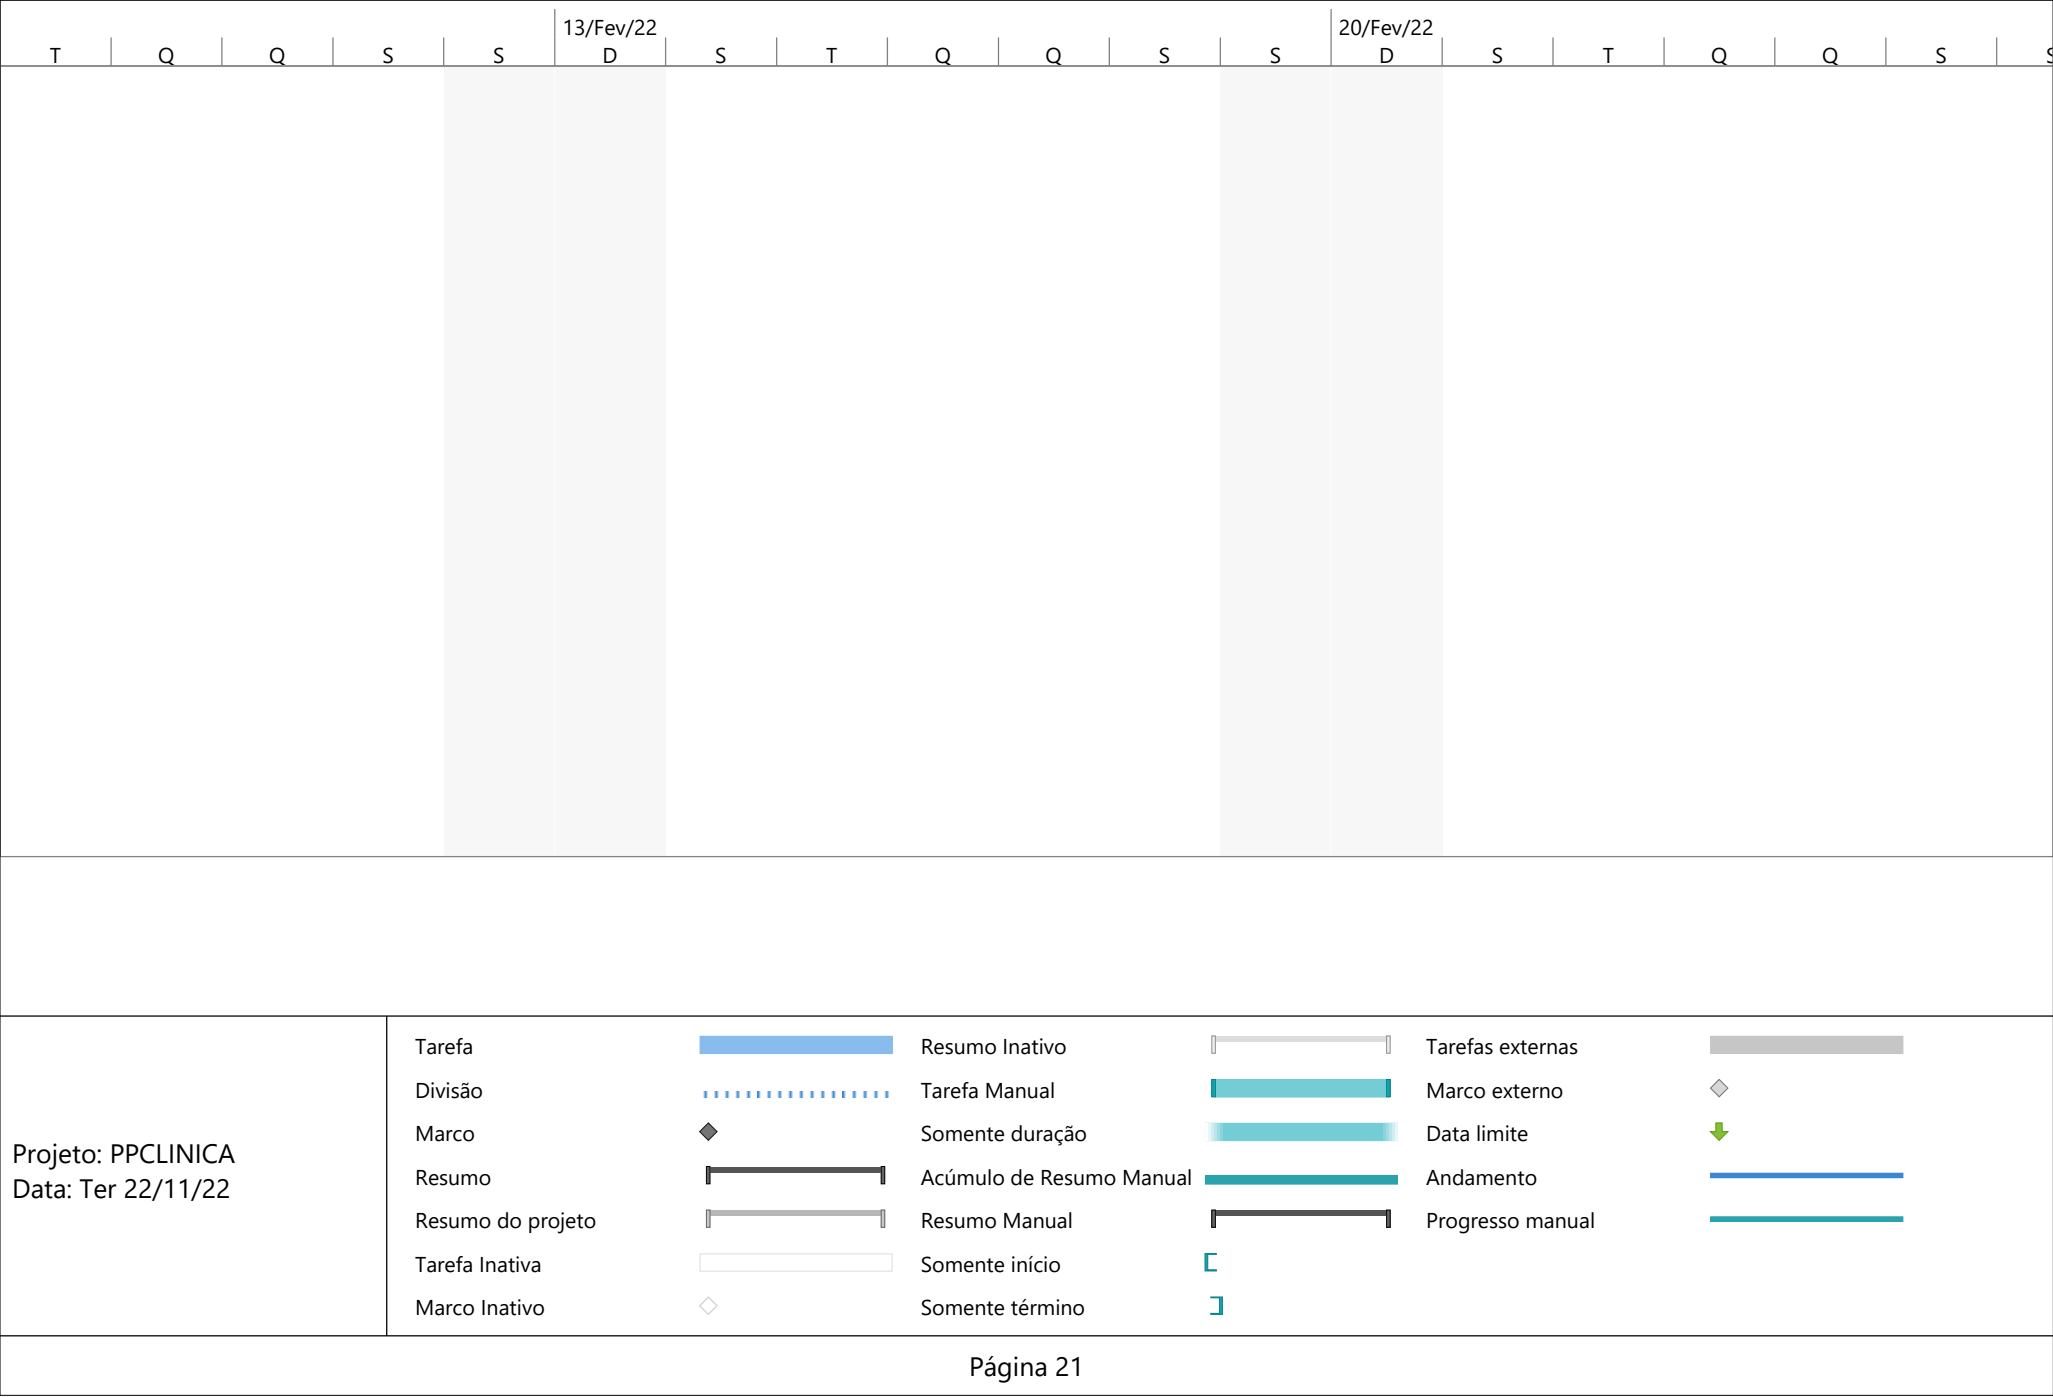 13/Fev/22 20/Fev/22
T Q Q S S D S T Q Q S S D S T Q Q S S
Projeto: PPCLINICA
Data: Ter 22/11/22
Tarefa
Divisão
Marco
Resumo
Resumo do projeto
Tarefa Inativa
Marco Inativo
Resumo Inativo
Tarefa Manual
Somente duração
Acúmulo de Resumo Manual
Resumo Manual
Somente início
Somente término
Tarefas externas
Marco externo
Data limite
Andamento
Progresso manual
Página 21